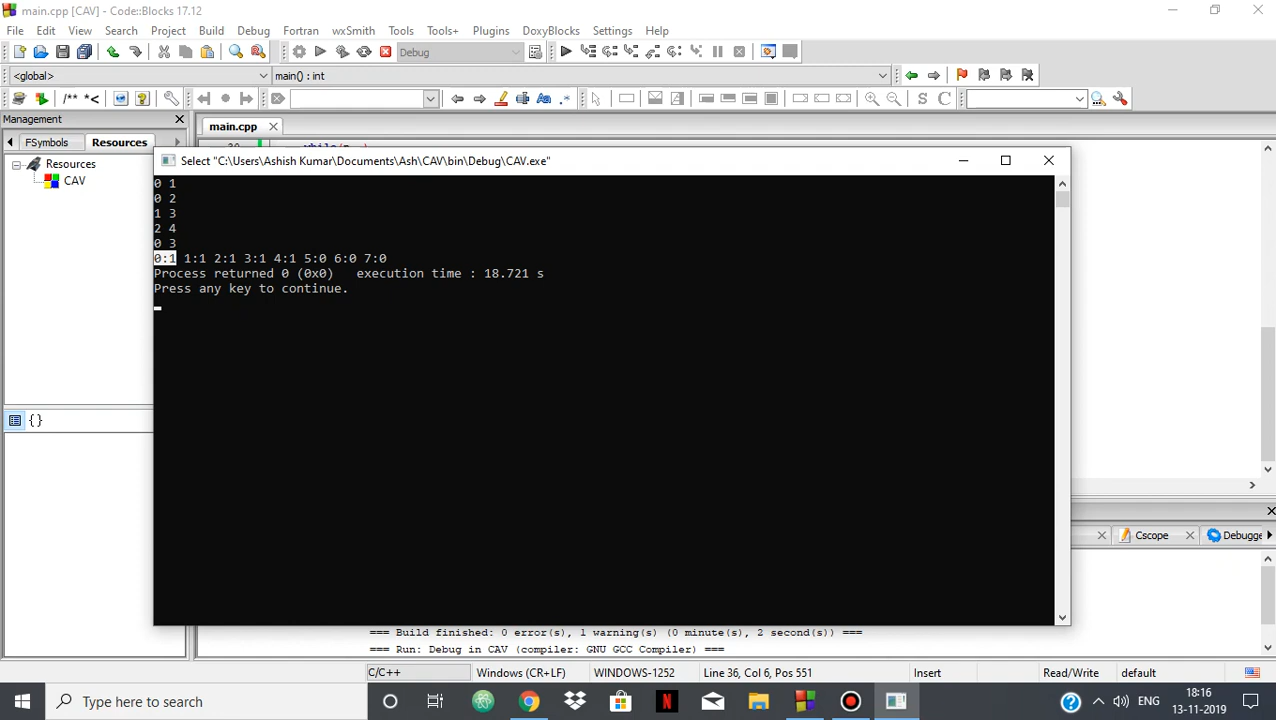 main.cpp [CAV] - Code::Blocks 17.12
File Edit View Search Project Build Debug Fortran wxSmith Tools Tools+ Plugins DoxyBlocks Settings Help
Debug
<global> main() : int
/** *<
S C
Management
main.cpp
FSymbols Resources
Resources
CAV
Select "C:\Users\Ashish Kumar\Documents\Ash\CAV\bin\Debug\CAV.exe"
0 1
0 2
1 3
2 4
0 3
0:1 1:1 2:1 3:1 4:1 5:0 6:0 7:0
Process returned 0 (0x0)   execution time : 18.721 s
Press any key to continue.
{}
Cscope Debugge
=== Build finished: 0 error(s), 1 warning(s) (0 minute(s), 2 second(s)) ===
=== Run: Debug in CAV (compiler: GNU GCC Compiler) ===
C/C++ Windows (CR+LF) WINDOWS-1252 Line 36, Col 6, Pos 551 Insert Read/Write default
Type here to search
ENG
18:16
13-11-2019